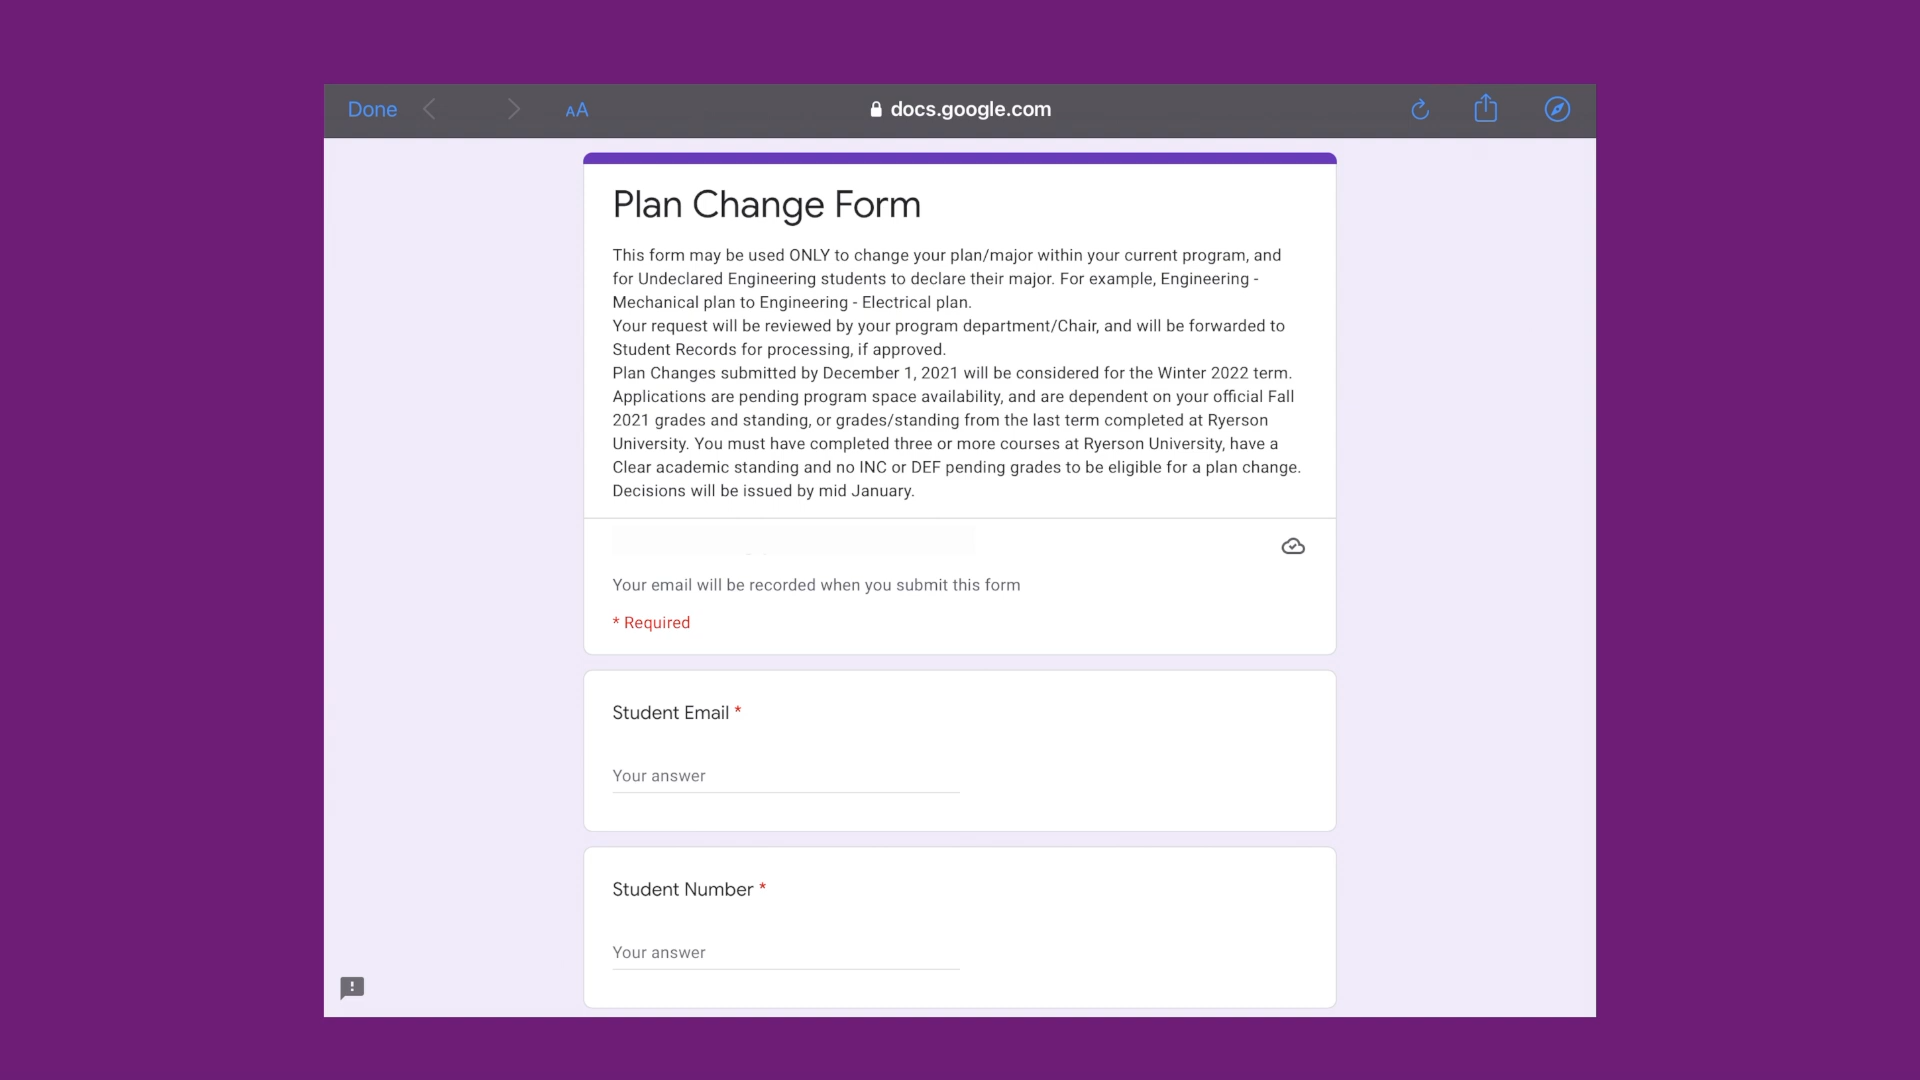 Done
AA
docs.google.com
Plan Change Form
This form may be used ONLY to change your plan/major within your current program, and
for Undeclared Engineering students to declare their major. For example, Engineering -
Mechanical plan to Engineering - Electrical plan.
Your request will be reviewed by your program department/Chair, and will be forwarded to
Student Records for processing, if approved.
Plan Changes submitted by December 1, 2021 will be considered for the Winter 2022 term.
Applications are pending program space availability, and are dependent on your official Fall
2021 grades and standing, or grades/standing from the last term completed at Ryerson
University. You must have completed three or more courses at Ryerson University, have a
Clear academic standing and no INC or DEF pending grades to be eligible for a plan change.
Decisions will be issued by mid January.
Your email will be recorded when you submit this form
* Required
Student Email *
Your answer
Student Number *
Your answer